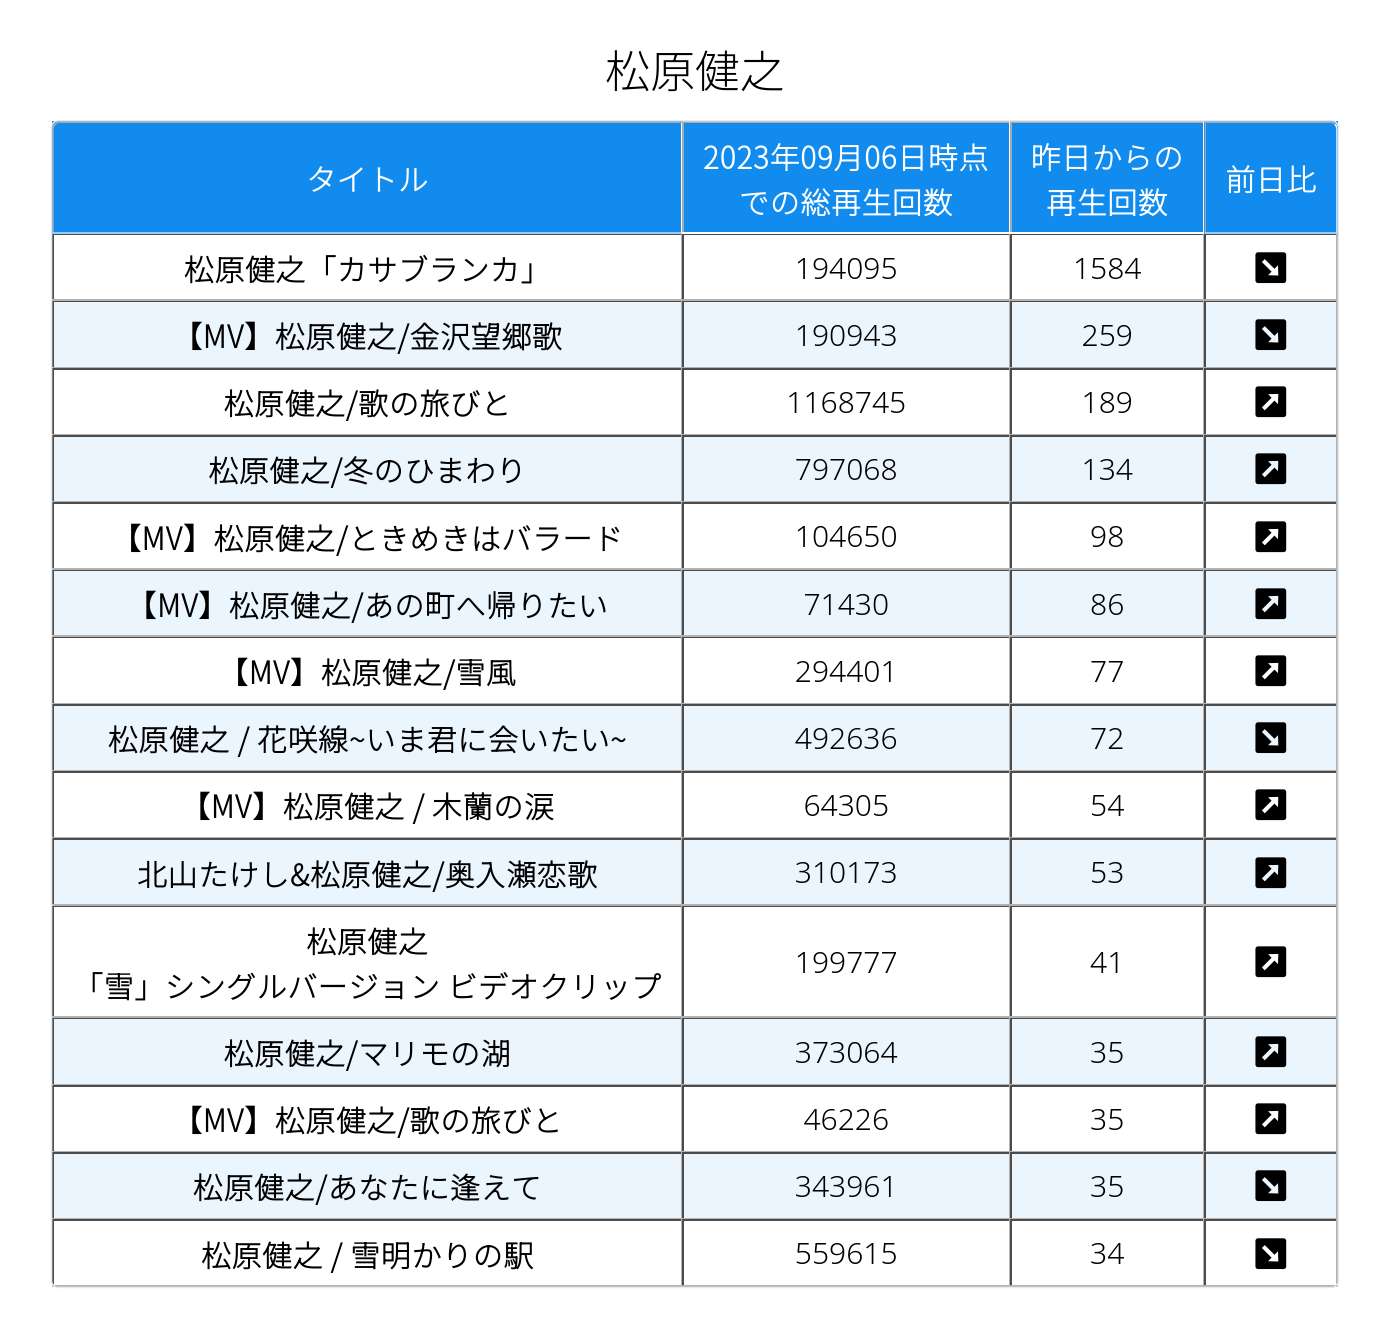 松原健之
タイトル
2023年09月06日時点
での総再生回数
昨日からの
再生回数
前日比
松原健之「カサブランカ」 194095 1584
【MV】松原健之/金沢望郷歌 190943 259
松原健之/歌の旅びと 1168745 189
松原健之/冬のひまわり 797068 134
【MV】松原健之/ときめきはバラード 104650 98
【MV】松原健之/あの町へ帰りたい 71430 86
【MV】松原健之/雪風 294401 77
松原健之 / 花咲線~いま君に会いたい~ 492636 72
【MV】松原健之 / 木蘭の涙 64305 54
北山たけし&松原健之/奥入瀬恋歌 310173 53
松原健之
「雪」シングルバージョン ビデオクリップ 199777 41
松原健之/マリモの湖 373064 35
【MV】松原健之/歌の旅びと 46226 35
松原健之/あなたに逢えて 343961 35
松原健之 / 雪明かりの駅 559615 34